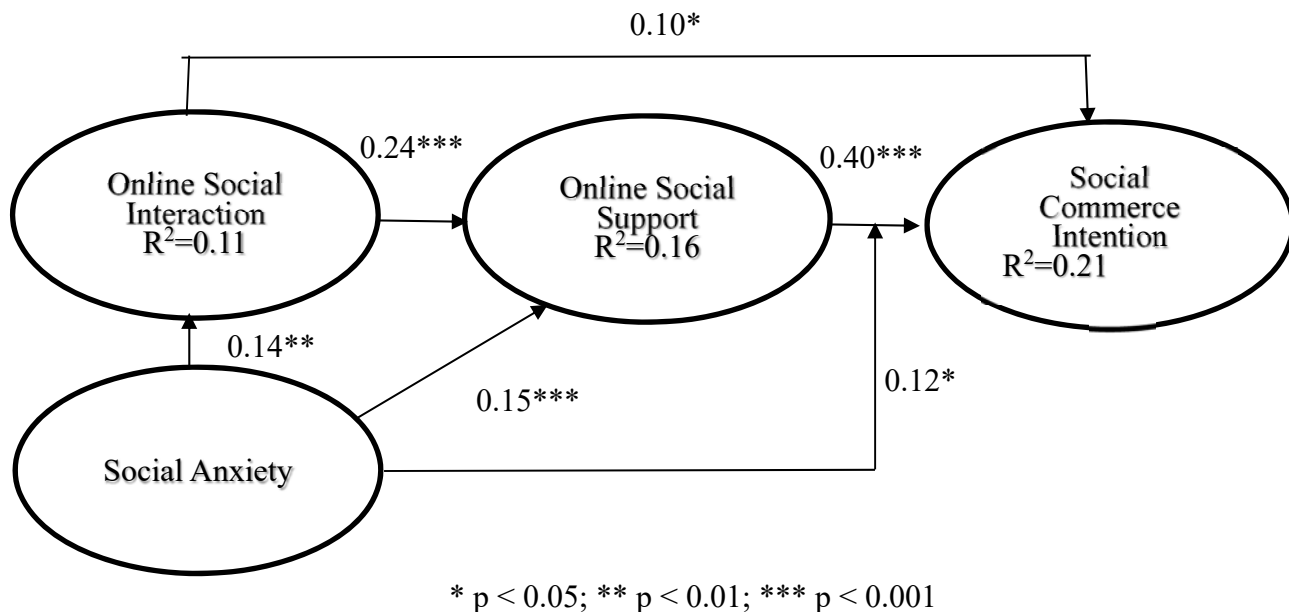 0.10*
0.24***
0.40***
Online Social
Interaction
R²=0.11
Online Social
Support
R²=0.16
Social
Commerce
Intention
R²=0.21
0.14**
0.15***
0.12*
Social Anxiety
* p < 0.05; ** p < 0.01; *** p < 0.001